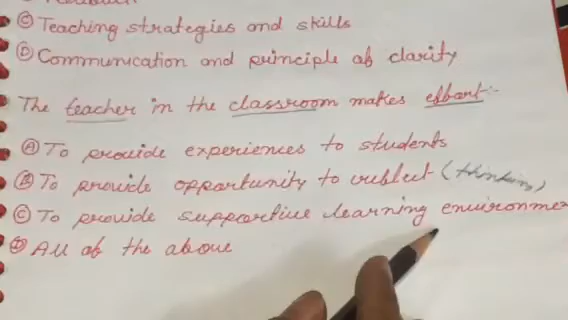 Ⓒ Teaching strategies and skills
Ⓓ Communication and principle of clarity
The teacher in the classroom makes effort:-
Ⓐ To provide experiences to students
Ⓑ To provide opportunity to reflect (thinking)
Ⓒ To provide supportive learning environmen
Ⓓ All of the above